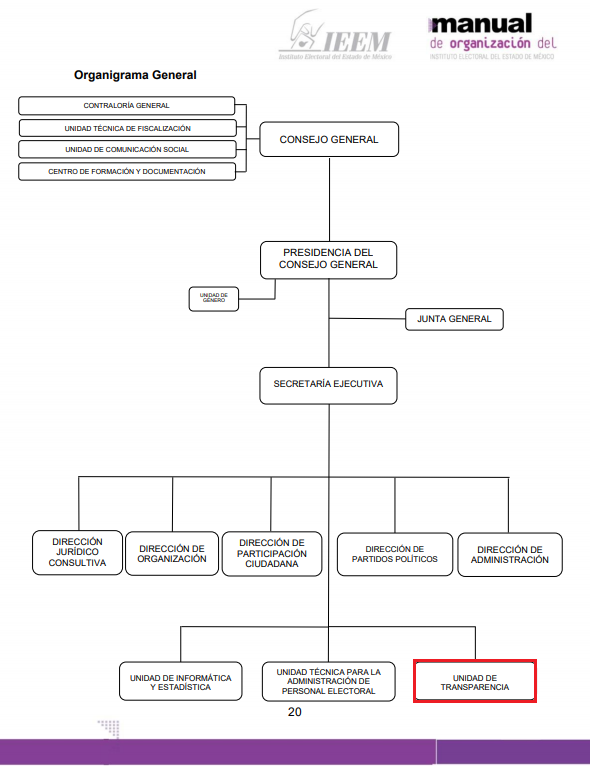 IEEM
Instituto Electoral del Estado de México
manual
de organización del
INSTITUTO ELECTORAL DEL ESTADO DE MÉXICO
Organigrama General
CONTRALORÍA GENERAL
UNIDAD TÉCNICA DE FISCALIZACIÓN
UNIDAD DE COMUNICACIÓN SOCIAL
CENTRO DE FORMACIÓN Y DOCUMENTACIÓN
CONSEJO GENERAL
PRESIDENCIA DEL
CONSEJO GENERAL
UNIDAD DE
GÉNERO
JUNTA GENERAL
SECRETARÍA EJECUTIVA
DIRECCIÓN
JURÍDICO
CONSULTIVA
DIRECCIÓN DE
ORGANIZACIÓN
DIRECCIÓN DE
PARTICIPACIÓN
CIUDADANA
DIRECCIÓN DE
PARTIDOS POLÍTICOS
DIRECCIÓN DE
ADMINISTRACIÓN
UNIDAD DE INFORMÁTICA
Y ESTADÍSTICA
UNIDAD TÉCNICA PARA LA
ADMINISTRACIÓN DE
PERSONAL ELECTORAL
UNIDAD DE
TRANSPARENCIA
20